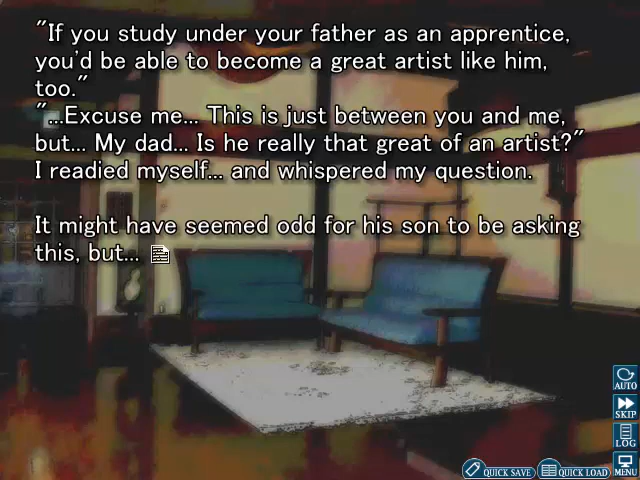 "If you study under your father as an apprentice,
you'd be able to become a great artist like him,
too."
"...Excuse me... This is just between you and me,
but... My dad... Is he really that great of an artist?"
I readied myself... and whispered my question.
It might have seemed odd for his son to be asking
this, but...
AUTO
SKIP
LOG
MENU
QUICK SAVE
QUICK LOAD